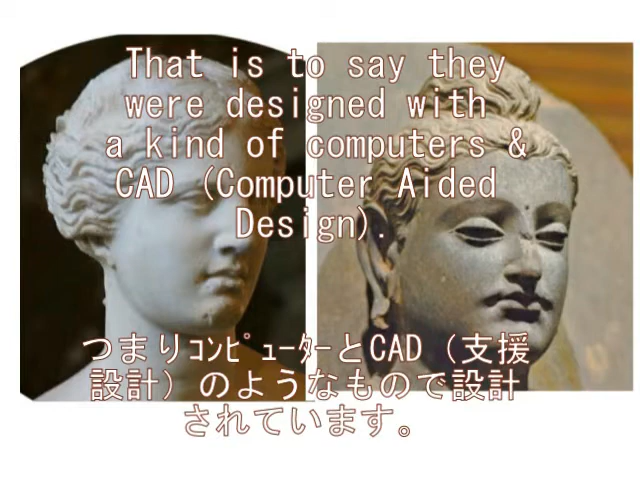 That is to say they
were designed with
a kind of computers &
CAD (Computer Aided
Design).
つまりｺﾝﾋﾟｭｰﾀｰとCAD（支援
設計）のようなもので設計
されています。